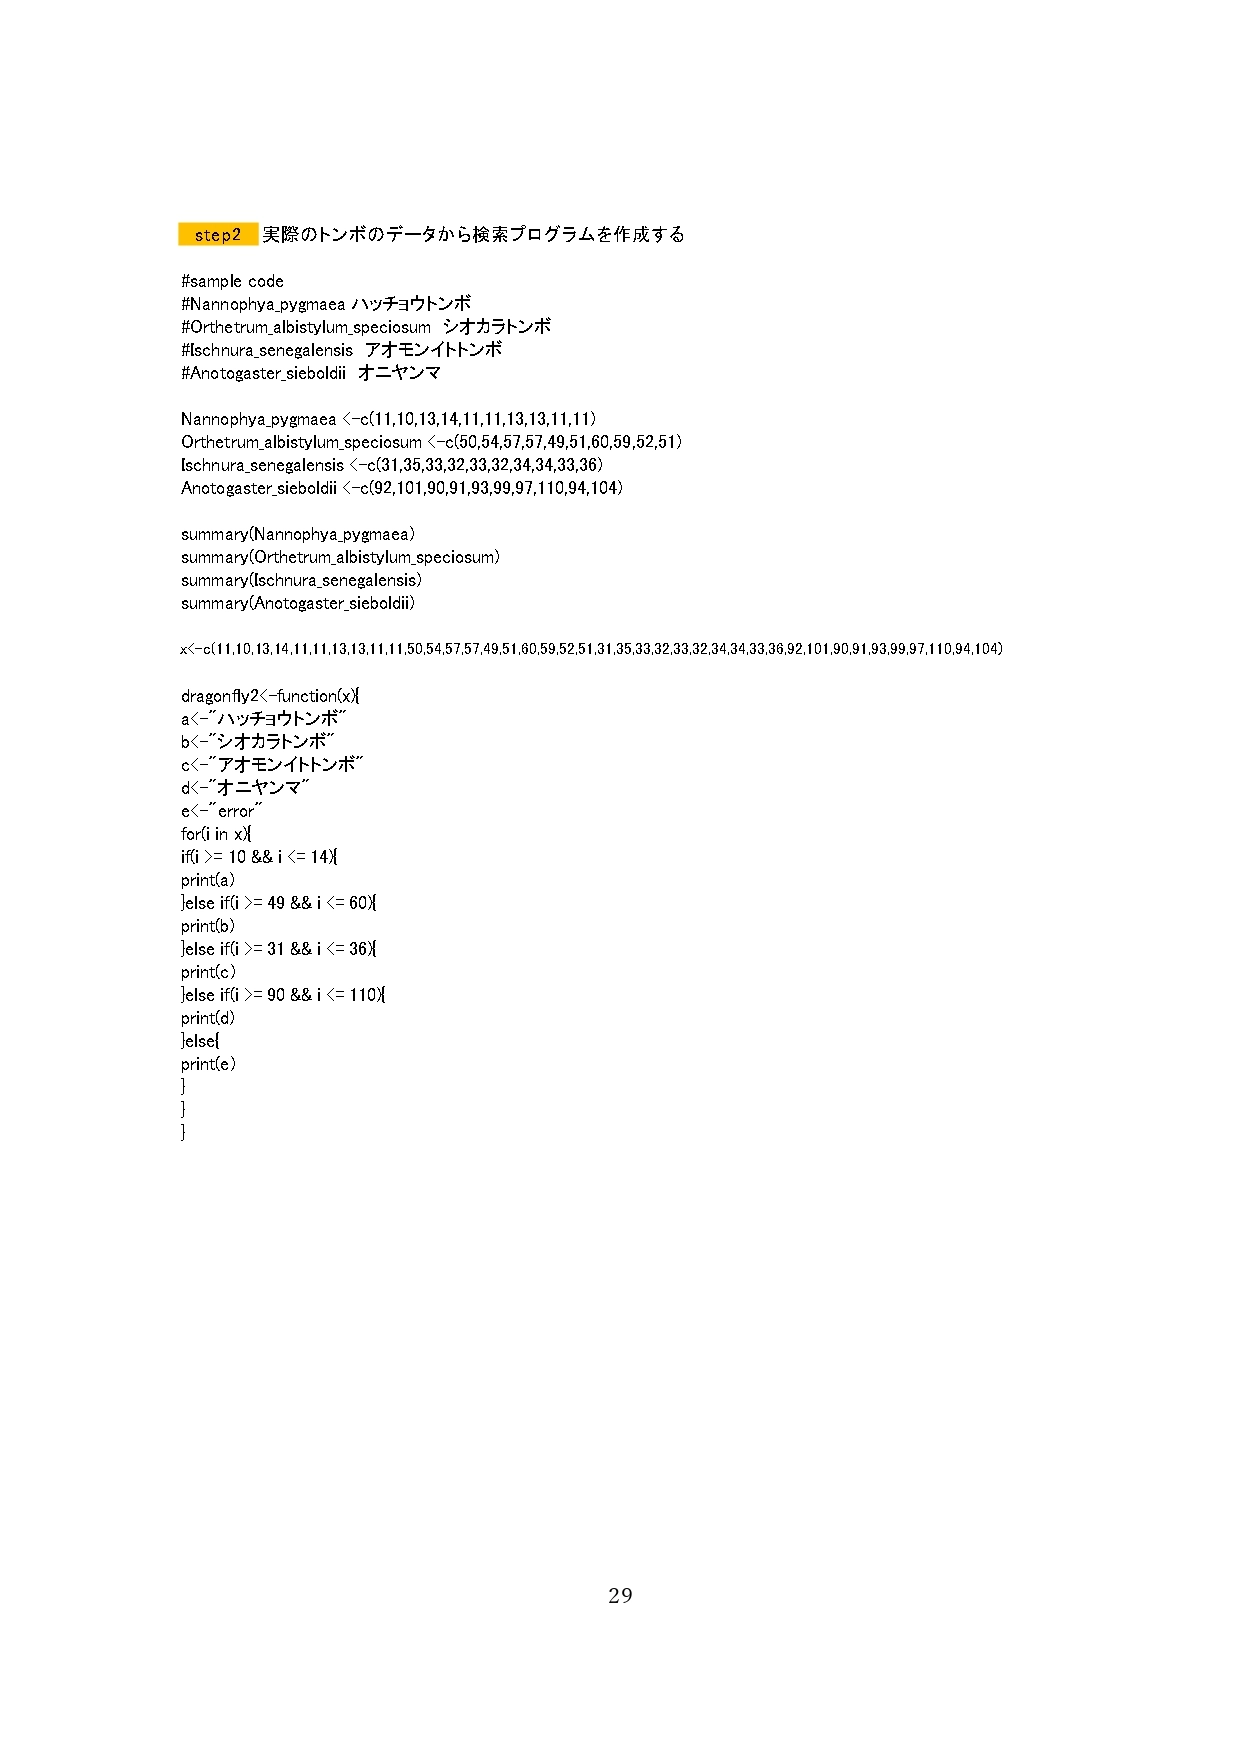 step2 実際のトンボのデータから検索プログラムを作成する
#sample code
#Nannophya_pygmaea ハッチョウトンボ
#Orthetrum_albistylum_speciosum　シオカラトンボ
#Ischnura_senegalensis　アオモンイトトンボ
#Anotogaster_sieboldii　オニヤンマ
Nannophya_pygmaea <-c(11,10,13,14,11,11,13,13,11,11)
Orthetrum_albistylum_speciosum <-c(50,54,57,57,49,51,60,59,52,51)
Ischnura_senegalensis <-c(31,35,33,32,33,32,34,34,33,36)
Anotogaster_sieboldii <-c(92,101,90,91,93,99,97,110,94,104)
summary(Nannophya_pygmaea)
summary(Orthetrum_albistylum_speciosum)
summary(Ischnura_senegalensis)
summary(Anotogaster_sieboldii)
x<-c(11,10,13,14,11,11,13,13,11,11,50,54,57,57,49,51,60,59,52,51,31,35,33,32,33,32,34,34,33,36,92,101,90,91,93,99,97,110,94,104)
dragonfly2<-function(x){
a<-"ハッチョウトンボ"
b<-"シオカラトンボ"
c<-"アオモンイトトンボ"
d<-"オニヤンマ"
e<-"error"
for(i in x){
if(i >= 10 && i <= 14){
print(a)
}else if(i >= 49 && i <= 60){
print(b)
}else if(i >= 31 && i <= 36){
print(c)
}else if(i >= 90 && i <= 110){
print(d)
}else{
print(e)
}
}
}
29